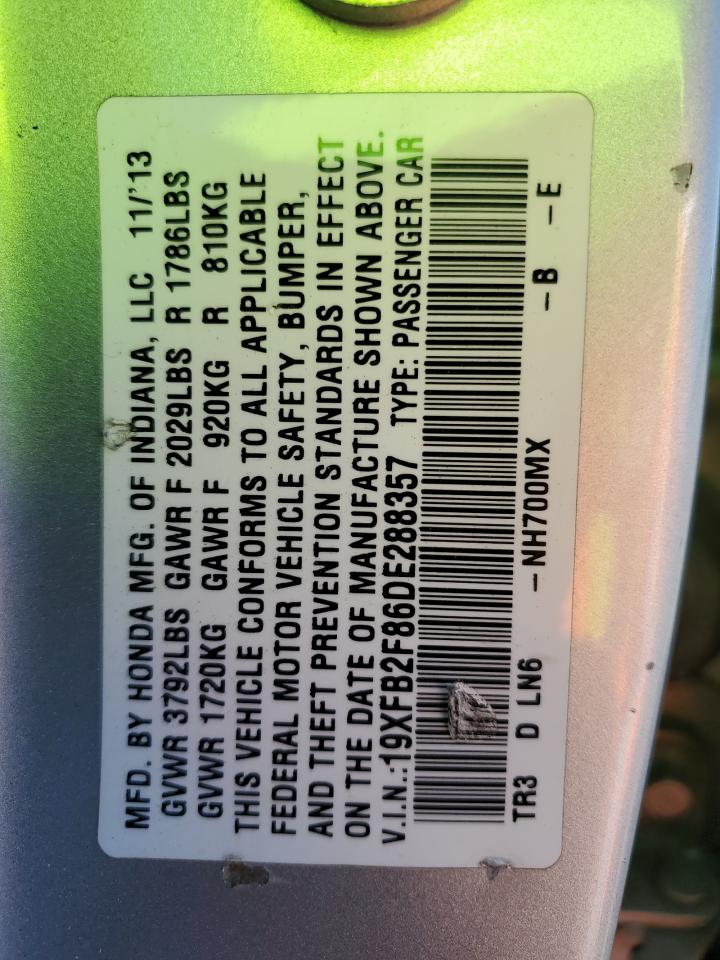 MFD. BY HONDA MFG. OF INDIANA, LLC 11/'13
GVWR 3792LBS GAWR F 2029LBS R 1786LBS
GVWR 1720KG GAWR F 920KG R 810KG
THIS VEHICLE CONFORMS TO ALL APPLICABLE
FEDERAL MOTOR VEHICLE SAFETY, BUMPER,
AND THEFT PREVENTION STANDARDS IN EFFECT
ON THE DATE OF MANUFACTURE SHOWN ABOVE.
V.I.N.:19XFB2F86DE288357 TYPE: PASSENGER CAR
TR3 D LN6 -NH700MX -B -E